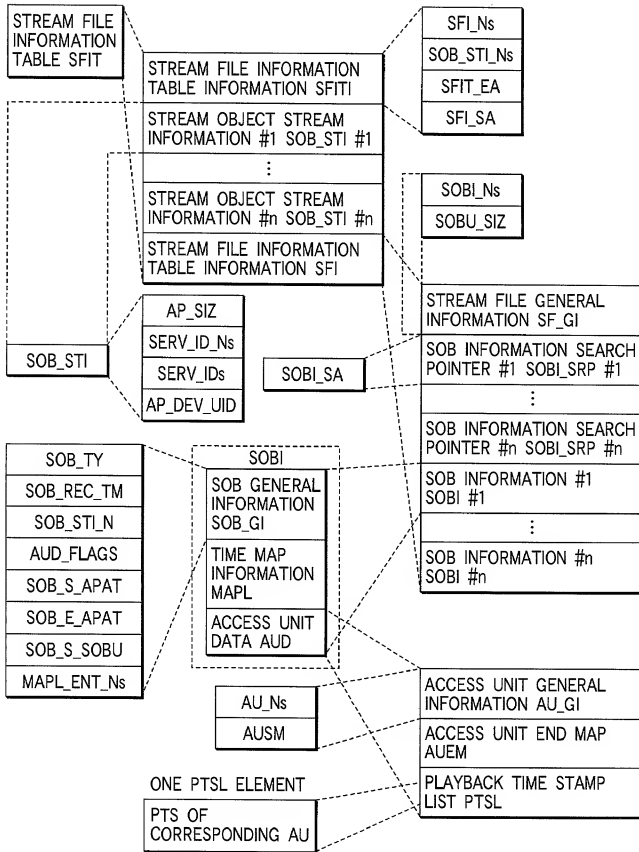 STREAM FILE
INFORMATION
TABLE SFIT
STREAM FILE INFORMATION
TABLE INFORMATION SFITI
STREAM OBJECT STREAM
INFORMATION #1 SOB_STI #1
⋮
STREAM OBJECT STREAM
INFORMATION #n SOB_STI #n
STREAM FILE INFORMATION
TABLE INFORMATION SFI
SFI_Ns
SOB_STI_Ns
SFIT_EA
SFI_SA
SOBI_Ns
SOBU_SIZ
SOB_STI
AP_SIZ
SERV_ID_Ns
SERV_IDs
AP_DEV_UID
SOBI_SA
STREAM FILE GENERAL
INFORMATION SF_GI
SOB INFORMATION SEARCH
POINTER #1 SOBI_SRP #1
⋮
SOB INFORMATION SEARCH
POINTER #n SOBI_SRP #n
SOB INFORMATION #1
SOBI #1
⋮
SOB INFORMATION #n
SOBI #n
SOB_TY
SOB_REC_TM
SOB_STI_N
AUD_FLAGS
SOB_S_APAT
SOB_E_APAT
SOB_S_SOBU
MAPL_ENT_Ns
SOBI
SOB GENERAL
INFORMATION
SOB_GI
TIME MAP
INFORMATION
MAPL
ACCESS UNIT
DATA AUD
AU_Ns
AUSM
ACCESS UNIT GENERAL
INFORMATION AU_GI
ACCESS UNIT END MAP
AUEM
PLAYBACK TIME STAMP
LIST PTSL
ONE PTSL ELEMENT
PTS OF
CORRESPONDING AU